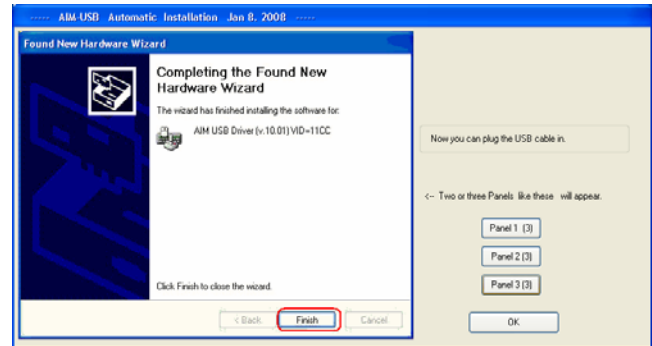 ----- AIM-USB Automatic Installation Jan 8, 2008 -----
Found New Hardware Wizard
Completing the Found New
Hardware Wizard
The wizard has finished installing the software for:
AIM USB Driver (v.10.01) VID=11CC
Click Finish to close the wizard.
< Back
Finish
Cancel
Now you can plug the USB cable in.
<-- Two or three Panels like these will appear.
Panel 1 (3)
Panel 2 (3)
Panel 3 (3)
OK